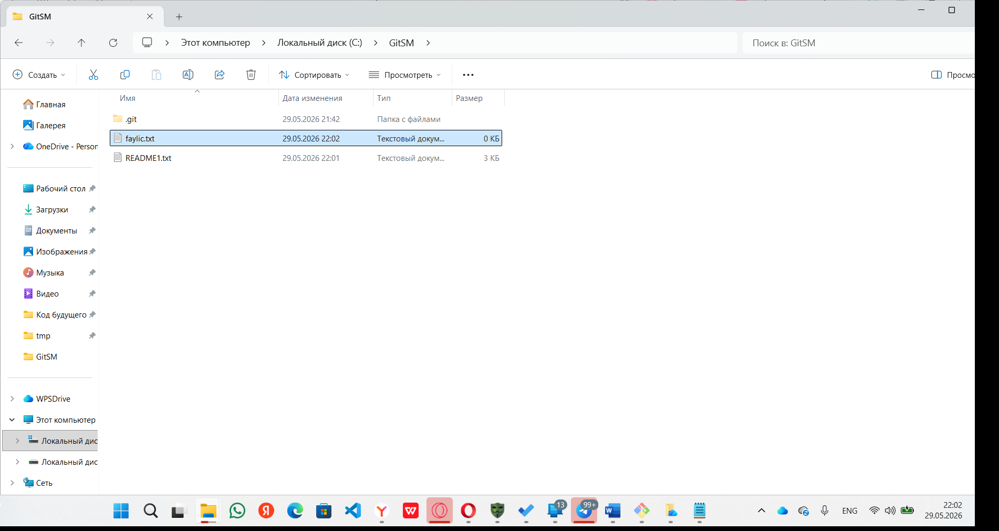 GitSM
Этот компьютер
Локальный диск (C:)
GitSM
Поиск в: GitSM
Создать
Сортировать
Просмотреть
Просмо
Имя
Дата изменения
Тип
Размер
.git
29.05.2026 21:42
Папка с файлами
faylic.txt
29.05.2026 22:02
Текстовый докум...
0 КБ
README1.txt
29.05.2026 22:01
Текстовый докум...
3 КБ
Главная
Галерея
OneDrive - Person
Рабочий стол
Загрузки
Документы
Изображения
Музыка
Видео
Код будущего
tmp
GitSM
WPSDrive
Этот компьютер
Локальный дис
Локальный дис
Сеть
13
99+
ENG
22:02
29.05.2026